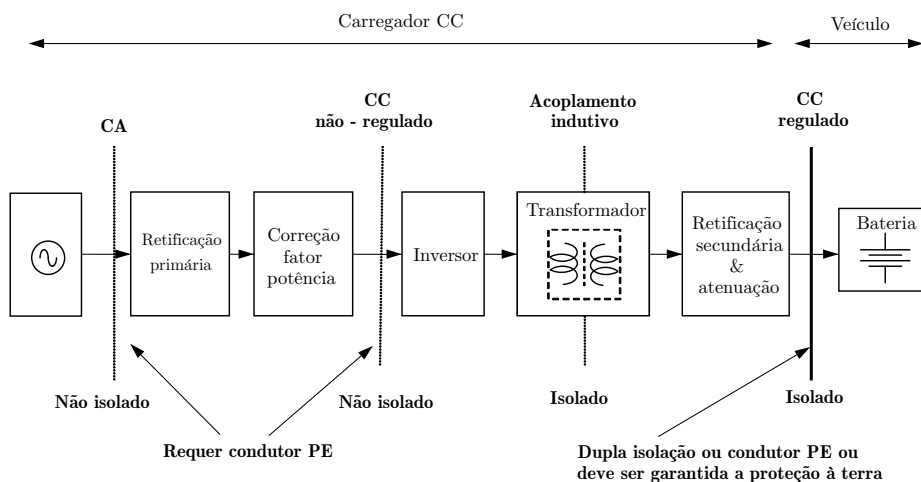 Carregador CC
Veículo
CA
CC
não - regulado
Acoplamento
indutivo
CC
regulado
Retificação
primária
Correção
fator
potência
Inversor
Transformador
Retificação
secundária
&
atenuação
Bateria
Não isolado
Não isolado
Isolado
Isolado
Requer condutor PE
Dupla isolação ou condutor PE ou
deve ser garantida a proteção à terra